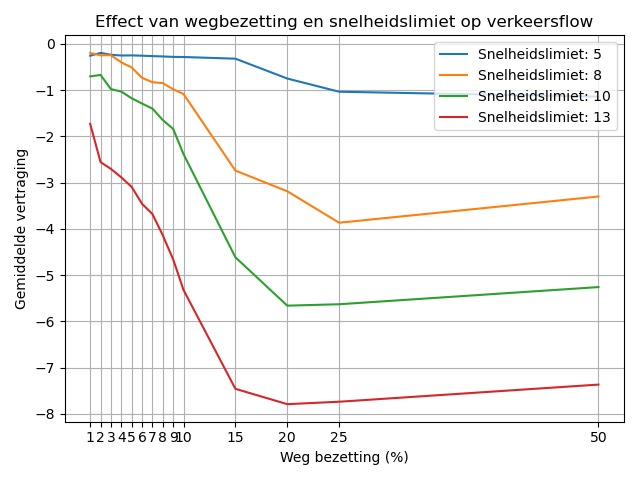 Effect van wegbezetting en snelheidslimiet op verkeersflow
Snelheidslimiet: 5
Snelheidslimiet: 8
Snelheidslimiet: 10
Snelheidslimiet: 13
Gemiddelde vertraging
0
−1
−2
−3
−4
−5
−6
−7
−8
1 2 3 4 5 6 7 8 9 10 15 20 25 50
Weg bezetting (%)